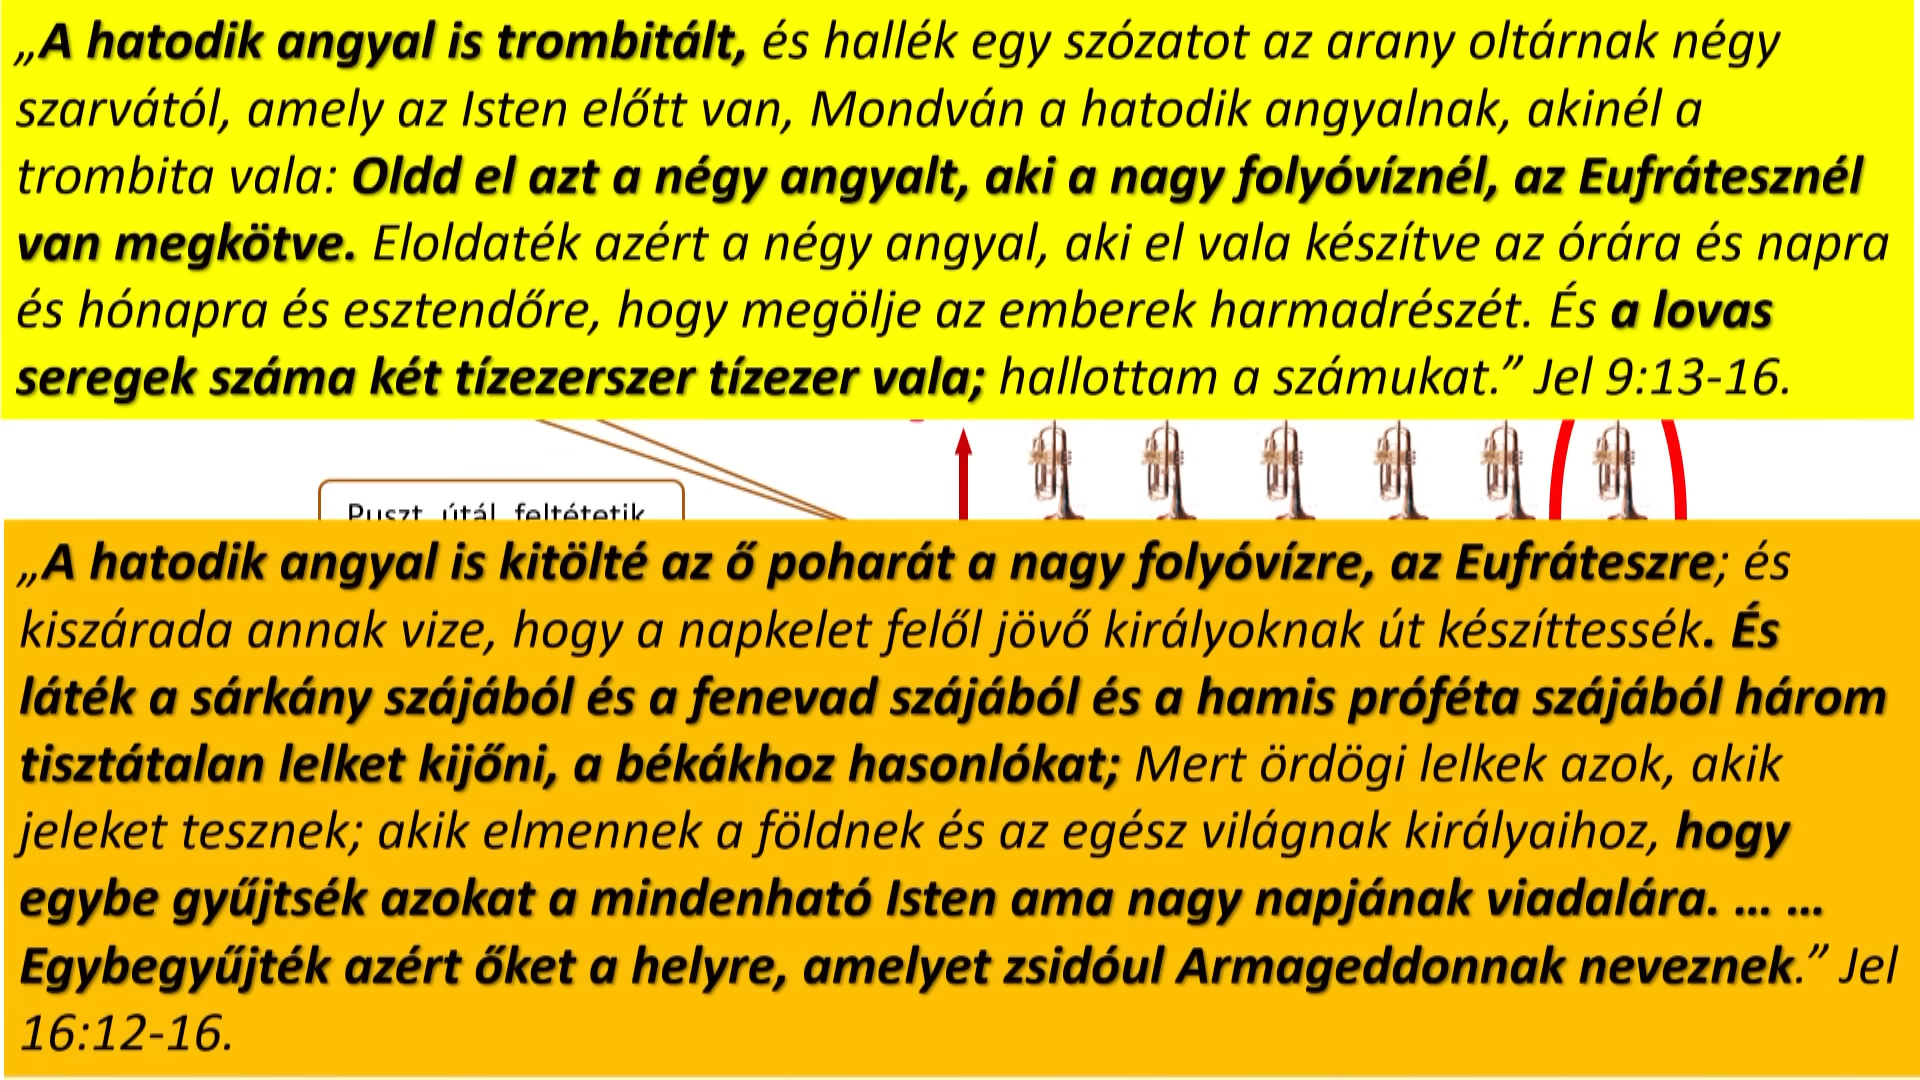 „A hatodik angyal is trombitált, és hallék egy szózatot az arany oltárnak négy
szarvától, amely az Isten előtt van, Mondván a hatodik angyalnak, akinél a
trombita vala: Oldd el azt a négy angyalt, aki a nagy folyóvíznél, az Eufrátesznél
van megkötve. Eloldaték azért a négy angyal, aki el vala készítve az órára és napra
és hónapra és esztendőre, hogy megölje az emberek harmadrészét. És a lovas
seregek száma két tízezerszer tízezer vala; hallottam a számukat.” Jel 9:13-16.
Puszt. útál. feltétetik
„A hatodik angyal is kitölté az ő poharát a nagy folyóvízre, az Eufráteszre; és
kiszárada annak vize, hogy a napkelet felől jövő királyoknak út készíttessék. És
láték a sárkány szájából és a fenevad szájából és a hamis próféta szájából három
tisztátalan lelket kijőni, a békákhoz hasonlókat; Mert ördögi lelkek azok, akik
jeleket tesznek; akik elmennek a földnek és az egész világnak királyaihoz, hogy
egybe gyűjtsék azokat a mindenható Isten ama nagy napjának viadalára. … …
Egybegyűjték azért őket a helyre, amelyet zsidóul Armageddonnak neveznek.” Jel
16:12-16.